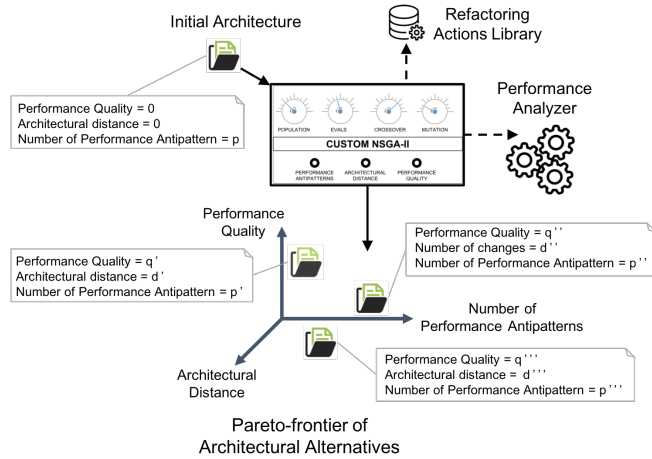 Initial Architecture
Refactoring
Actions Library
Performance Quality = 0
Architectural distance = 0
Number of Performance Antipattern = p
Performance
Analyzer
POPULATION EVALS CROSSOVER MUTATION
CUSTOM NSGA-II
PERFORMANCE ANTIPATTERNS
ARCHITECTURAL DISTANCE
PERFORMANCE QUALITY
Performance
Quality
Performance Quality = q''
Number of changes = d''
Number of Performance Antipattern = p''
Performance Quality = q'
Architectural distance = d'
Number of Performance Antipattern = p'
Number of
Performance Antipatterns
Performance Quality = q'''
Architectural distance = d'''
Number of Performance Antipattern = p'''
Architectural
Distance
Pareto-frontier of
Architectural Alternatives